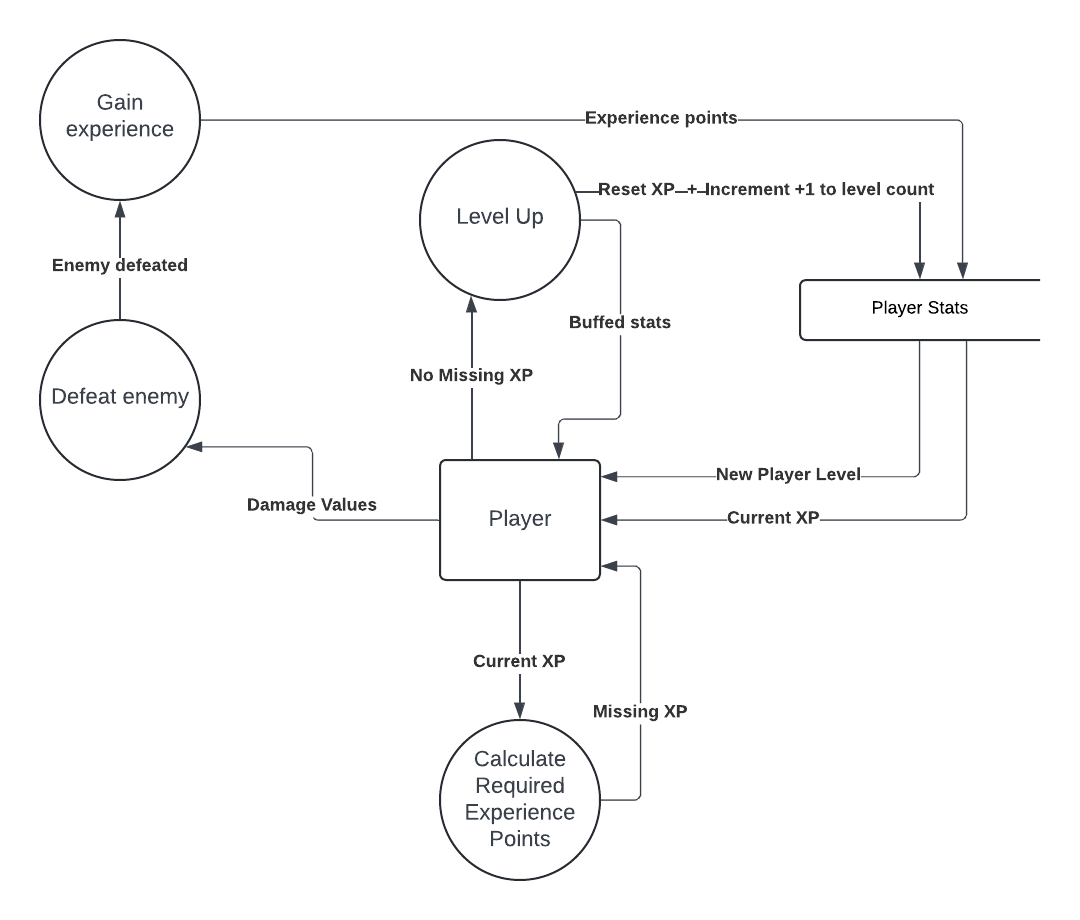 Gain
experience
Experience points
Reset XP + Increment +1 to level count
Level Up
Enemy defeated
Player Stats
Buffed stats
No Missing XP
Defeat enemy
New Player Level
Damage Values
Player
Current XP
Current XP
Missing XP
Calculate
Required
Experience
Points